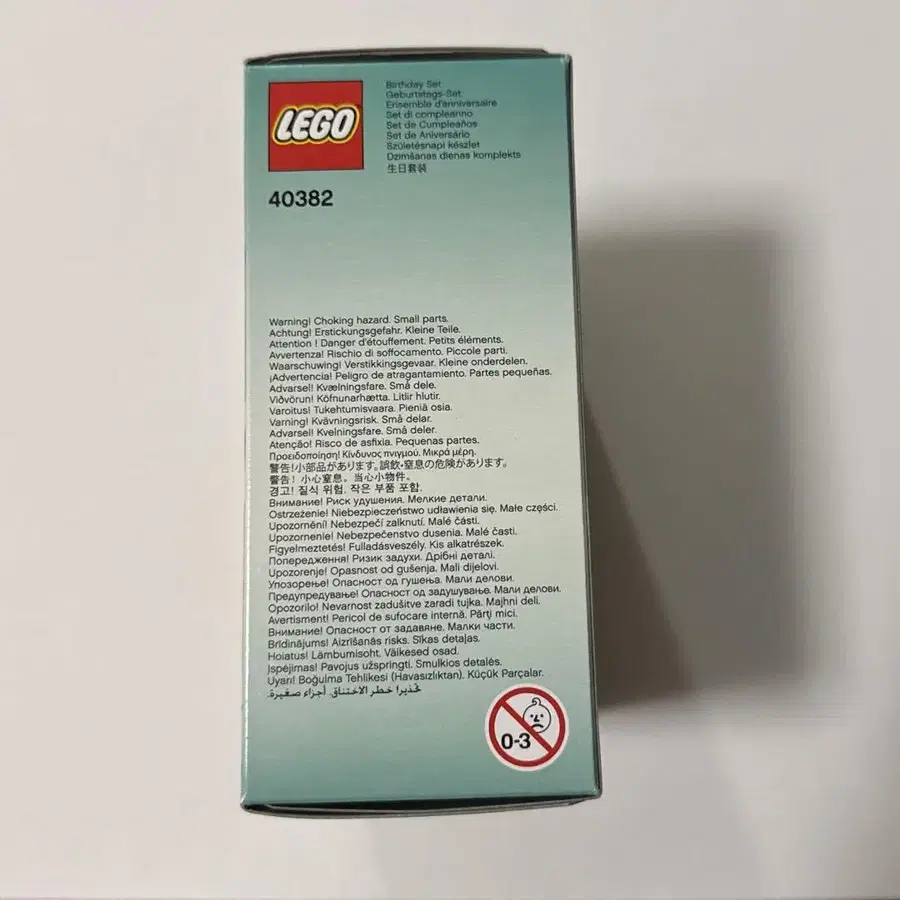 LEGO
Birthday Set
Geburtstags-Set
Ensemble d'anniversaire
Set di compleanno
Set de Cumpleaños
Set de Aniversário
Születésnapi készlet
Dzimšanas dienas komplekts
生日套装
40382
Warning! Choking hazard. Small parts.
Achtung! Erstickungsgefahr. Kleine Teile.
Attention ! Danger d'étouffement. Petits éléments.
Avvertenza! Rischio di soffocamento. Piccole parti.
Waarschuwing! Verstikkingsgevaar. Kleine onderdelen.
¡Advertencia! Peligro de atragantamiento. Partes pequeñas.
Advarsel! Kvælningsfare. Små dele.
Viðvörun! Köfnunarhætta. Litlir hlutir.
Varoitus! Tukehtumisvaara. Pieniä osia.
Varning! Kvävningsrisk. Små delar.
Advarsel! Kvelningsfare. Små deler.
Atenção! Risco de asfixia. Pequenas partes.
Προειδοποίηση! Κίνδυνος πνιγμού. Μικρά μέρη.
警告!小部品があります。誤飲・窒息の危険があります。
警告! 小心窒息。当心小物件。
경고! 질식 위험. 작은 부품 포함.
Внимание! Риск удушения. Мелкие детали.
Ostrzeżenie! Niebezpieczeństwo udławienia się. Małe części.
Upozornění! Nebezpečí zalknutí. Malé části.
Upozornenie! Nebezpečenstvo dusenia. Malé časti.
Figyelmeztetés! Fulladásveszély. Kis alkatrészek.
Попередження! Ризик задухи. Дрібні деталі.
Upozorenje! Opasnost od gušenja. Mali dijelovi.
Упозорење! Опасност од гушења. Мали делови.
Предупредување! Опасност од задушување. Мали делови.
Opozorilo! Nevarnost zadušitve zaradi tujka. Majhni deli.
Avertisment! Pericol de sufocare internă. Părţi mici.
Внимание! Опасност от задавяне. Малки части.
Brīdinājums! Aizrīšanās risks. Sīkas detaļas.
Hoiatus! Lämbumisoht. Väikesed osad.
Įspėjimas! Pavojus užspringti. Smulkios detalės.
Uyarı! Boğulma Tehlikesi (Havasızlıktan). Küçük Parçalar.
تحذير! خطر الاختناق. أجزاء صغيرة.
0-3